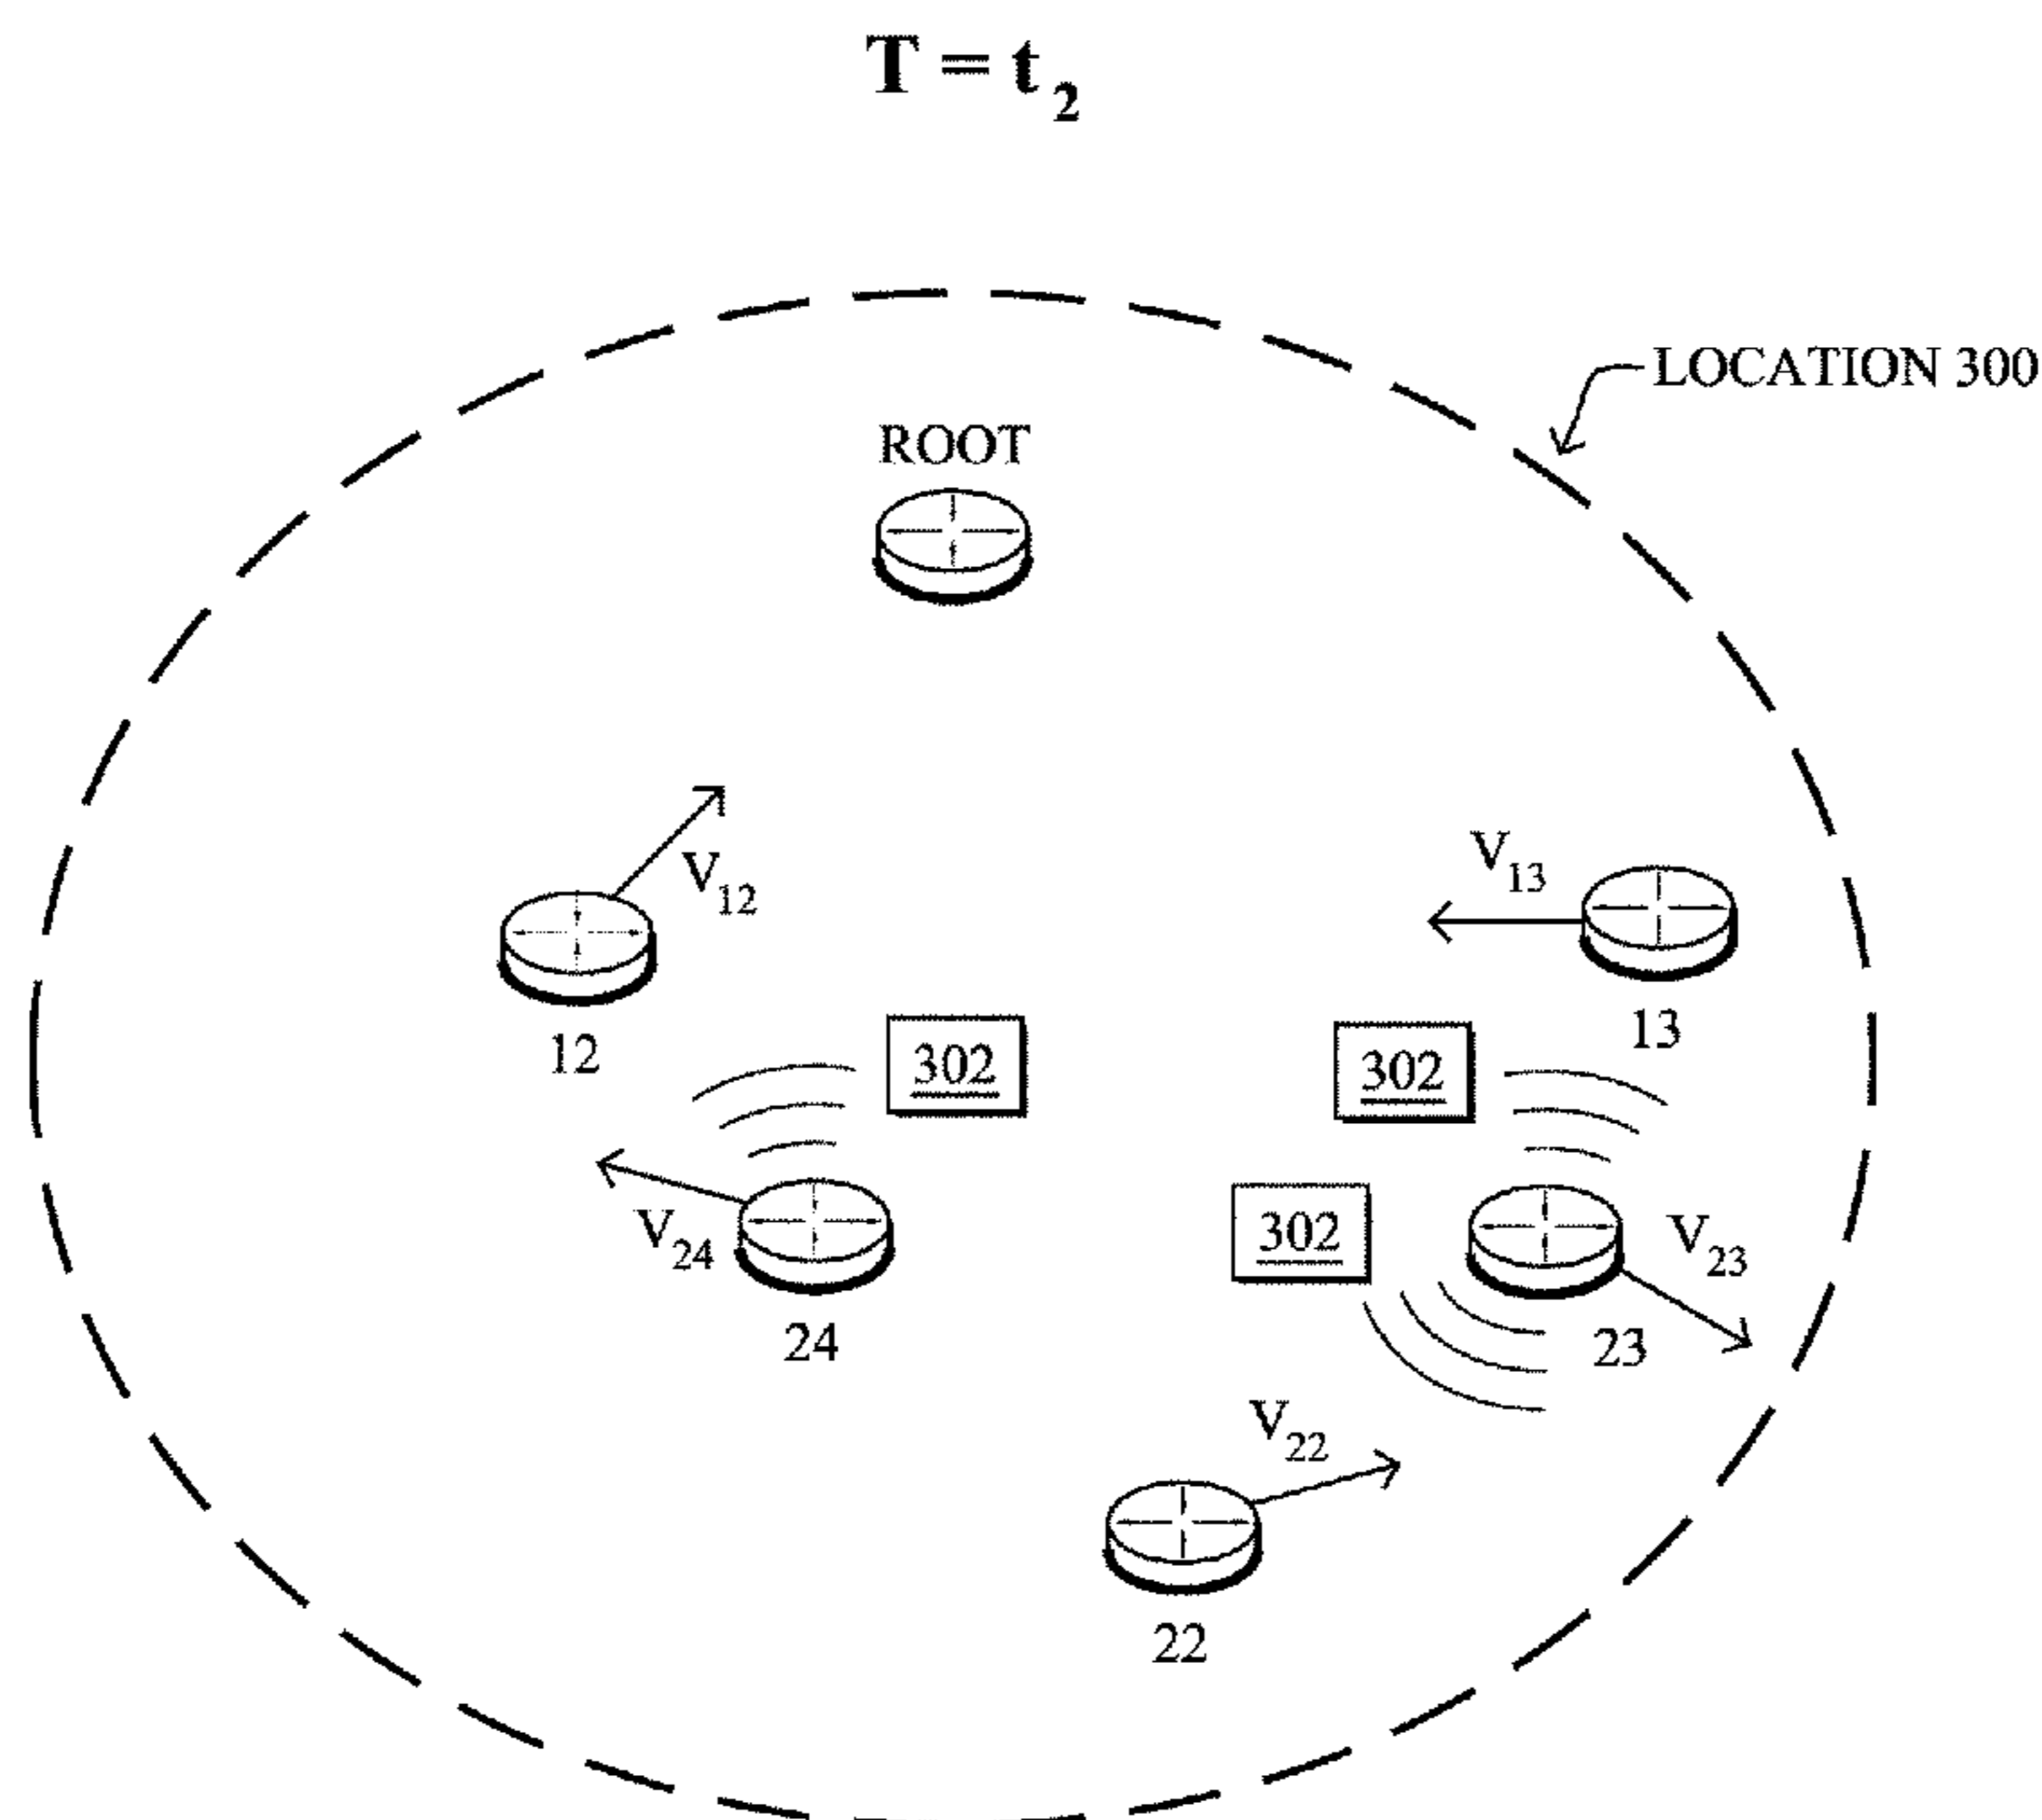 T = t2
LOCATION 300
ROOT
V12
V13
12
13
302
302
V24
302
V23
24
23
V22
22